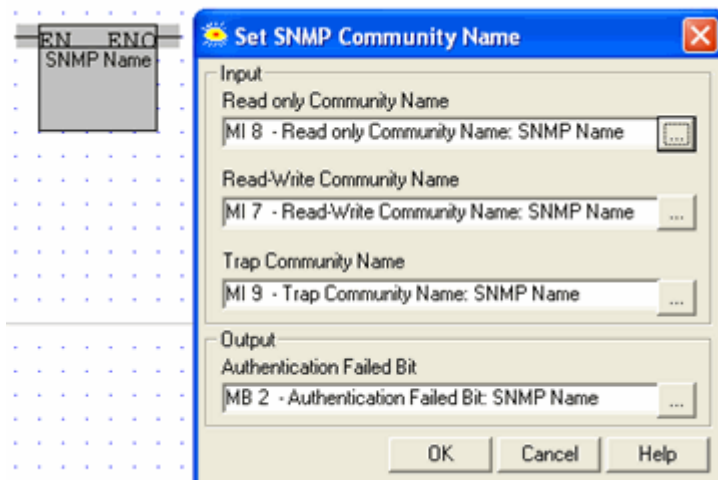 EN ENO
SNMP Name
Set SNMP Community Name
Input
Read only Community Name
MI 8 - Read only Community Name: SNMP Name
...
Read-Write Community Name
MI 7 - Read-Write Community Name: SNMP Name
...
Trap Community Name
MI 9 - Trap Community Name: SNMP Name
...
Output
Authentication Failed Bit
MB 2 - Authentication Failed Bit: SNMP Name
...
OK Cancel Help